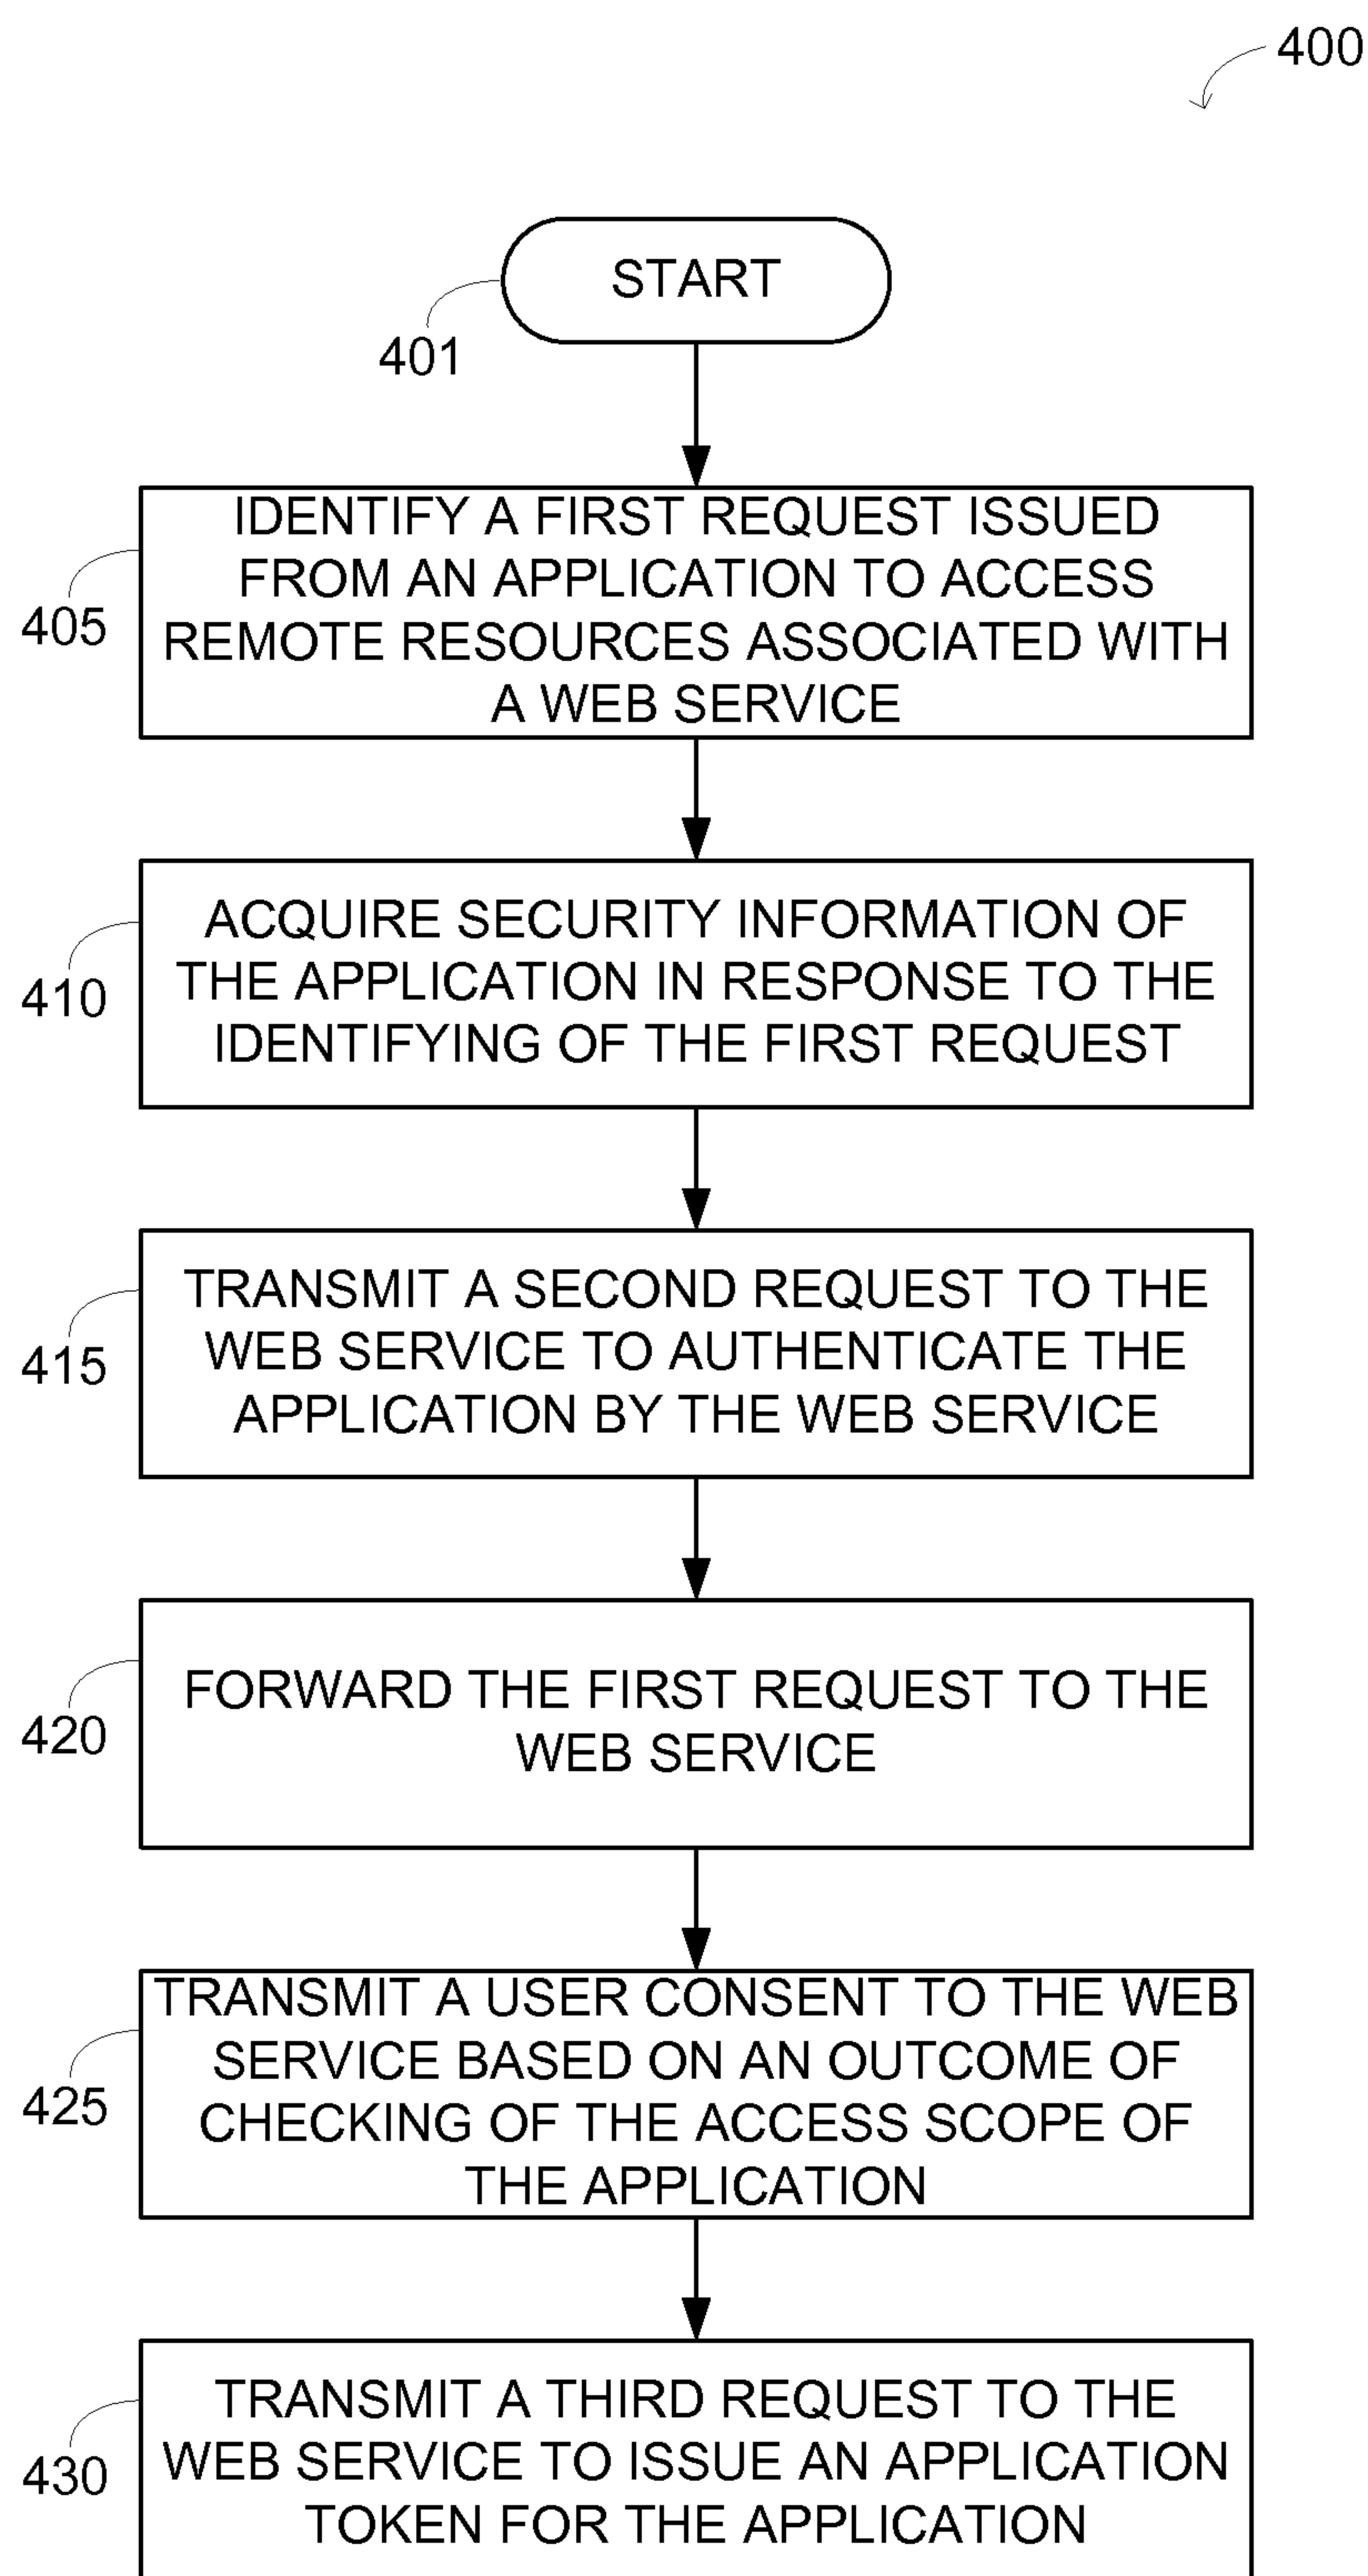 400
START
401
IDENTIFY A FIRST REQUEST ISSUED
FROM AN APPLICATION TO ACCESS
REMOTE RESOURCES ASSOCIATED WITH
A WEB SERVICE
405
ACQUIRE SECURITY INFORMATION OF
THE APPLICATION IN RESPONSE TO THE
IDENTIFYING OF THE FIRST REQUEST
410
TRANSMIT A SECOND REQUEST TO THE
WEB SERVICE TO AUTHENTICATE THE
APPLICATION BY THE WEB SERVICE
415
FORWARD THE FIRST REQUEST TO THE
WEB SERVICE
420
TRANSMIT A USER CONSENT TO THE WEB
SERVICE BASED ON AN OUTCOME OF
CHECKING OF THE ACCESS SCOPE OF
THE APPLICATION
425
TRANSMIT A THIRD REQUEST TO THE
WEB SERVICE TO ISSUE AN APPLICATION
TOKEN FOR THE APPLICATION
430